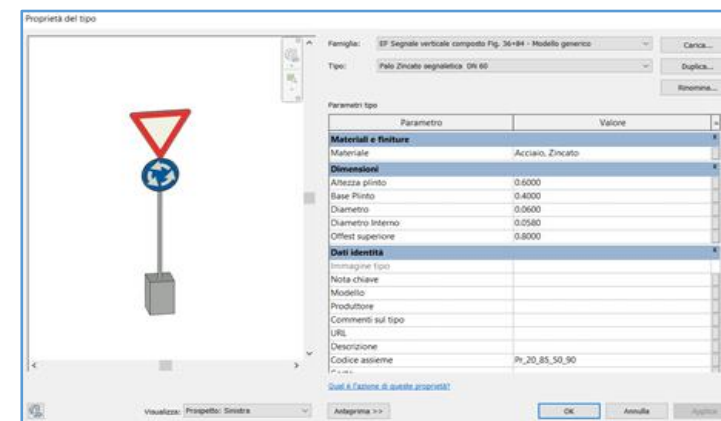 Proprietà del tipo
Famiglia: EF Segnale verticale composto Fig. 36+84 - Modello generico Carica...
Tipo: Palo Zincato segnaletica DN 60 Duplica...
Rinomina...
Parametri tipo
Parametro Valore
Materiali e finiture
Materiale Acciaio, Zincato
Dimensioni
Altezza plinto 0.6000
Base Plinto 0.4000
Diametro 0.0600
Diametro Interno 0.0580
Offest superiore 0.8000
Dati identità
Immagine tipo
Nota chiave
Modello
Produttore
Commenti sul tipo
URL
Descrizione
Codice assieme Pr_20_85_50_90
Qual è l'azione di queste proprietà?
Visualizza: Prospetto: Sinistra Anteprima >> OK Annulla Applica